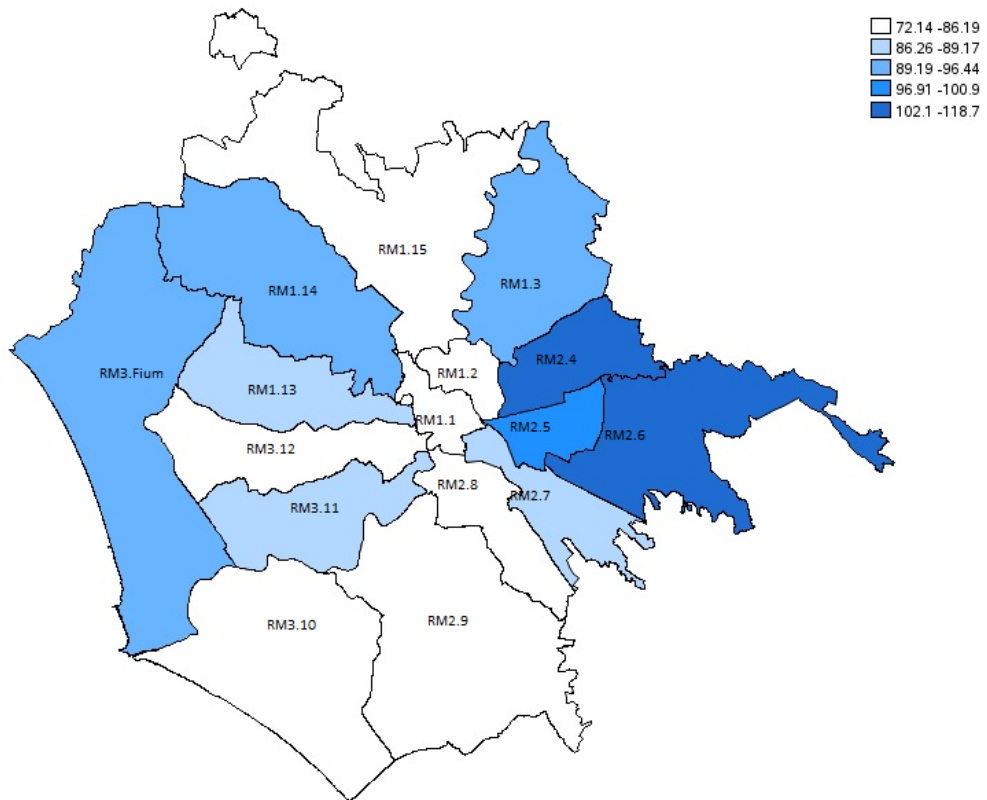 72.14 -86.19
86.26 -89.17
89.19 -96.44
96.91 -100.9
102.1 -118.7
RM1.15
RM1.3
RM1.14
RM2.4
RM3.Fium
RM1.2
RM1.13
RM1.1
RM2.5
RM2.6
RM3.12
RM2.8
RM2.7
RM3.11
RM3.10
RM2.9